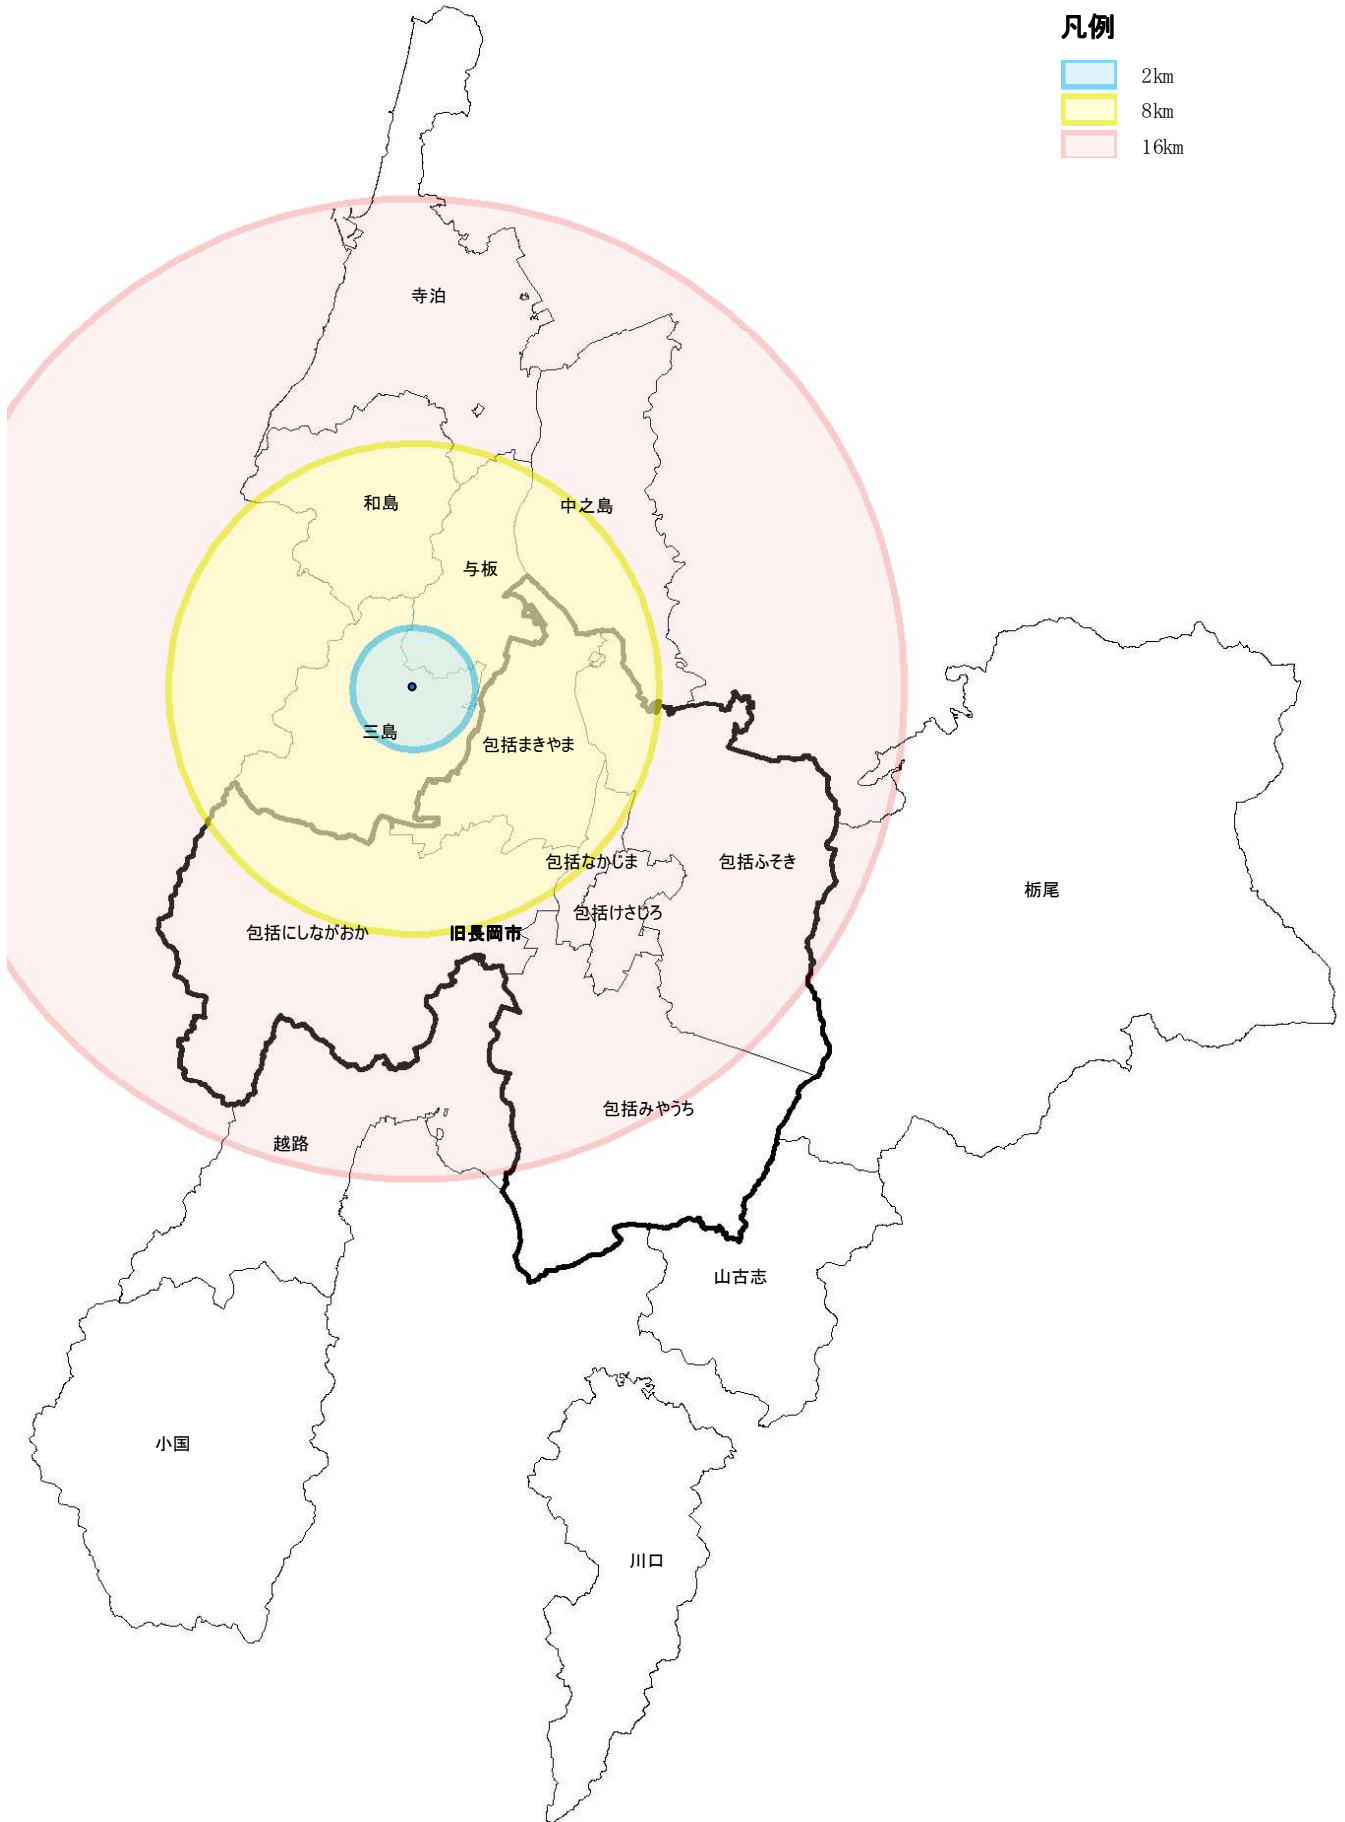 凡例
2km
8km
16km
寺泊
和島
中之島
与板
三島
包括まきやま
包括なかじま
包括ふそき
栃尾
包括けさじろ
包括にしながおか
旧長岡市
包括みやうち
越路
山古志
小国
川口